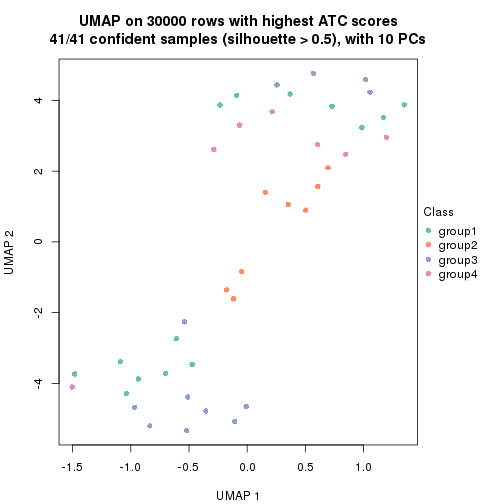 UMAP on 30000 rows with highest ATC scores
41/41 confident samples (silhouette > 0.5), with 10 PCs
UMAP 2
4
2
0
-2
-4
-1.5 -1.0 -0.5 0.0 0.5 1.0
UMAP 1
Class
group1
group2
group3
group4